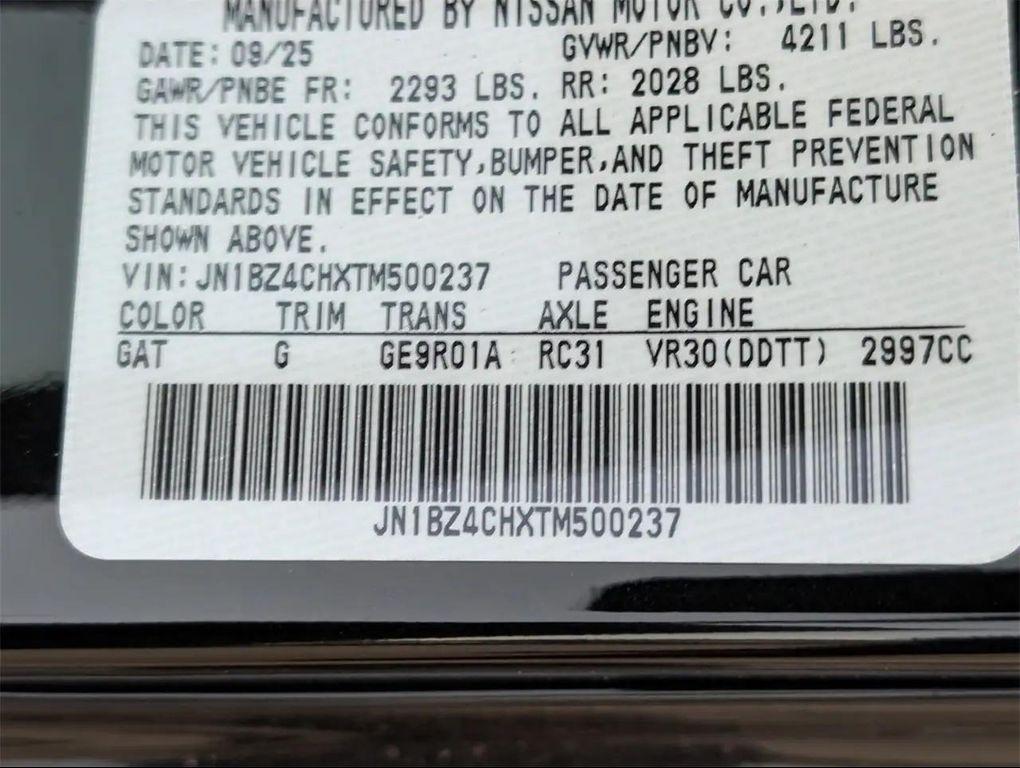 MANUFACTURED BY NISSAN MOTOR CO.,LTD.
DATE: 09/25 GVWR/PNBV: 4211 LBS.
GAWR/PNBE FR: 2293 LBS. RR: 2028 LBS.
THIS VEHICLE CONFORMS TO ALL APPLICABLE FEDERAL
MOTOR VEHICLE SAFETY,BUMPER,AND THEFT PREVENTION
STANDARDS IN EFFECT ON THE DATE OF MANUFACTURE
SHOWN ABOVE.
VIN:JN1BZ4CHXTM500237 PASSENGER CAR
COLOR TRIM TRANS AXLE ENGINE
GAT G GE9R01A RC31 VR30(DDTT) 2997CC
JN1BZ4CHXTM500237